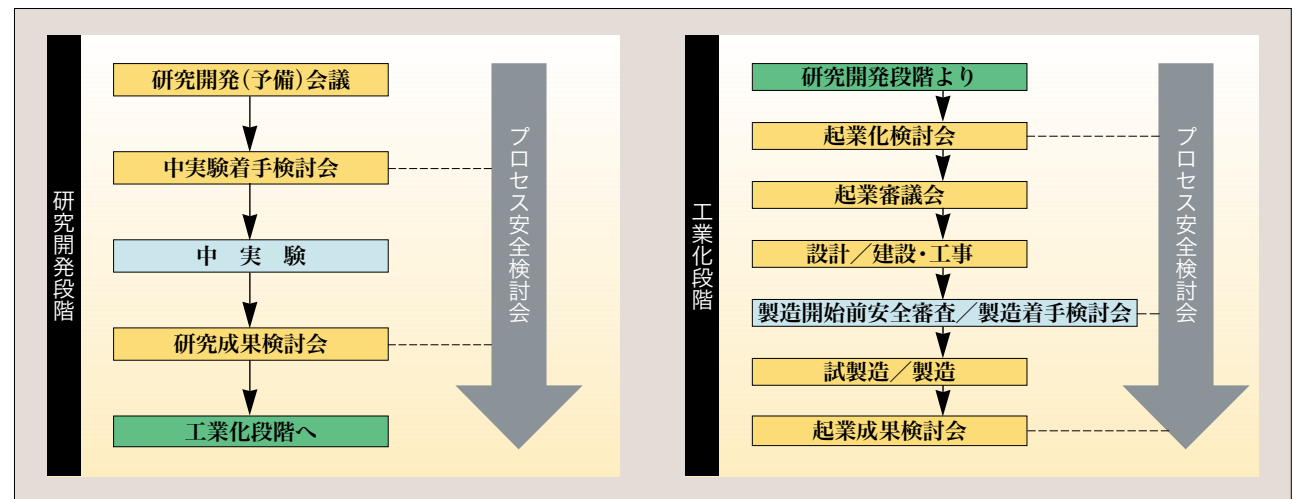 研究開発段階
研究開発(予備)会議
中実験着手検討会
中 実 験
研究成果検討会
工業化段階へ
プロセス安全検討会
工業化段階
研究開発段階より
起業化検討会
起業審議会
設計/建設・工事
製造開始前安全審査/製造着手検討会
試製造/製造
起業成果検討会
プロセス安全検討会